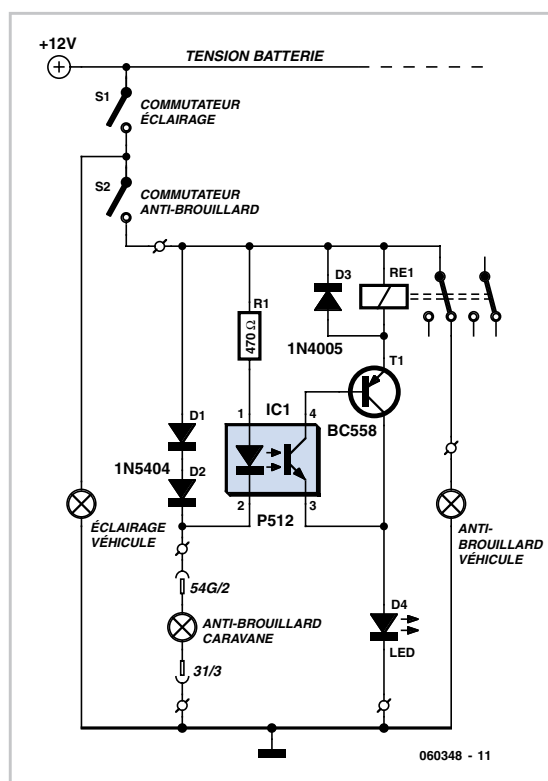 +12V
TENSION BATTERIE
S1
COMMUTATEUR
ÉCLAIRAGE
S2
COMMUTATEUR
ANTI-BROUILLARD
D3
RE1
R1
470 Ω
1N4005
T1
IC1
1
4
BC558
D1
1N5404
D2
2
3
P512
ÉCLAIRAGE
VÉHICULE
ANTI-
BROUILLARD
VÉHICULE
54G/2
ANTI-BROUILLARD
CARAVANE
D4
LED
31/3
060348 - 11